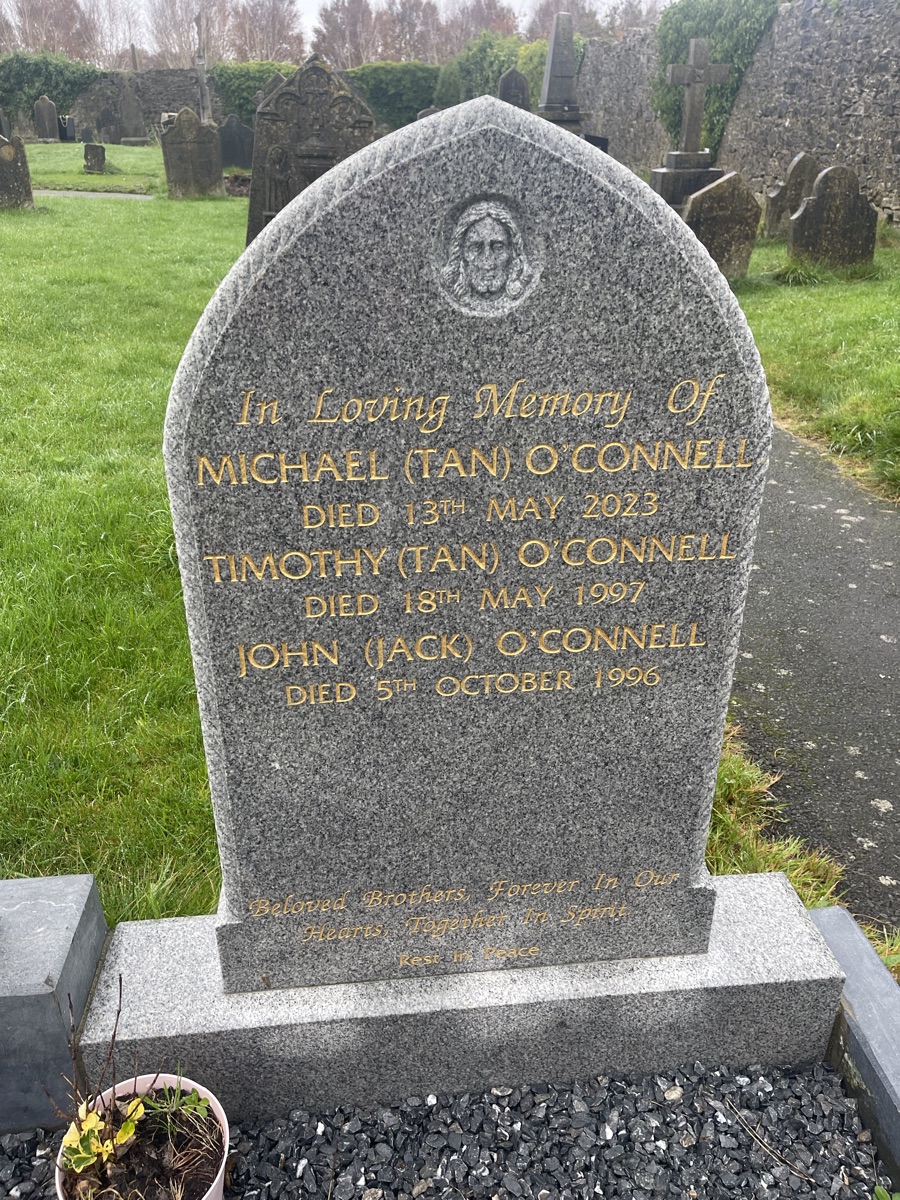 In Loving Memory Of
MICHAEL (TAN) O'CONNELL
DIED 13TH MAY 2023
TIMOTHY (TAN) O'CONNELL
DIED 18TH MAY 1997
JOHN (JACK) O'CONNELL
DIED 5TH OCTOBER 1996
Beloved Brothers, Forever In Our
Hearts, Together In Spirit.
Rest In Peace